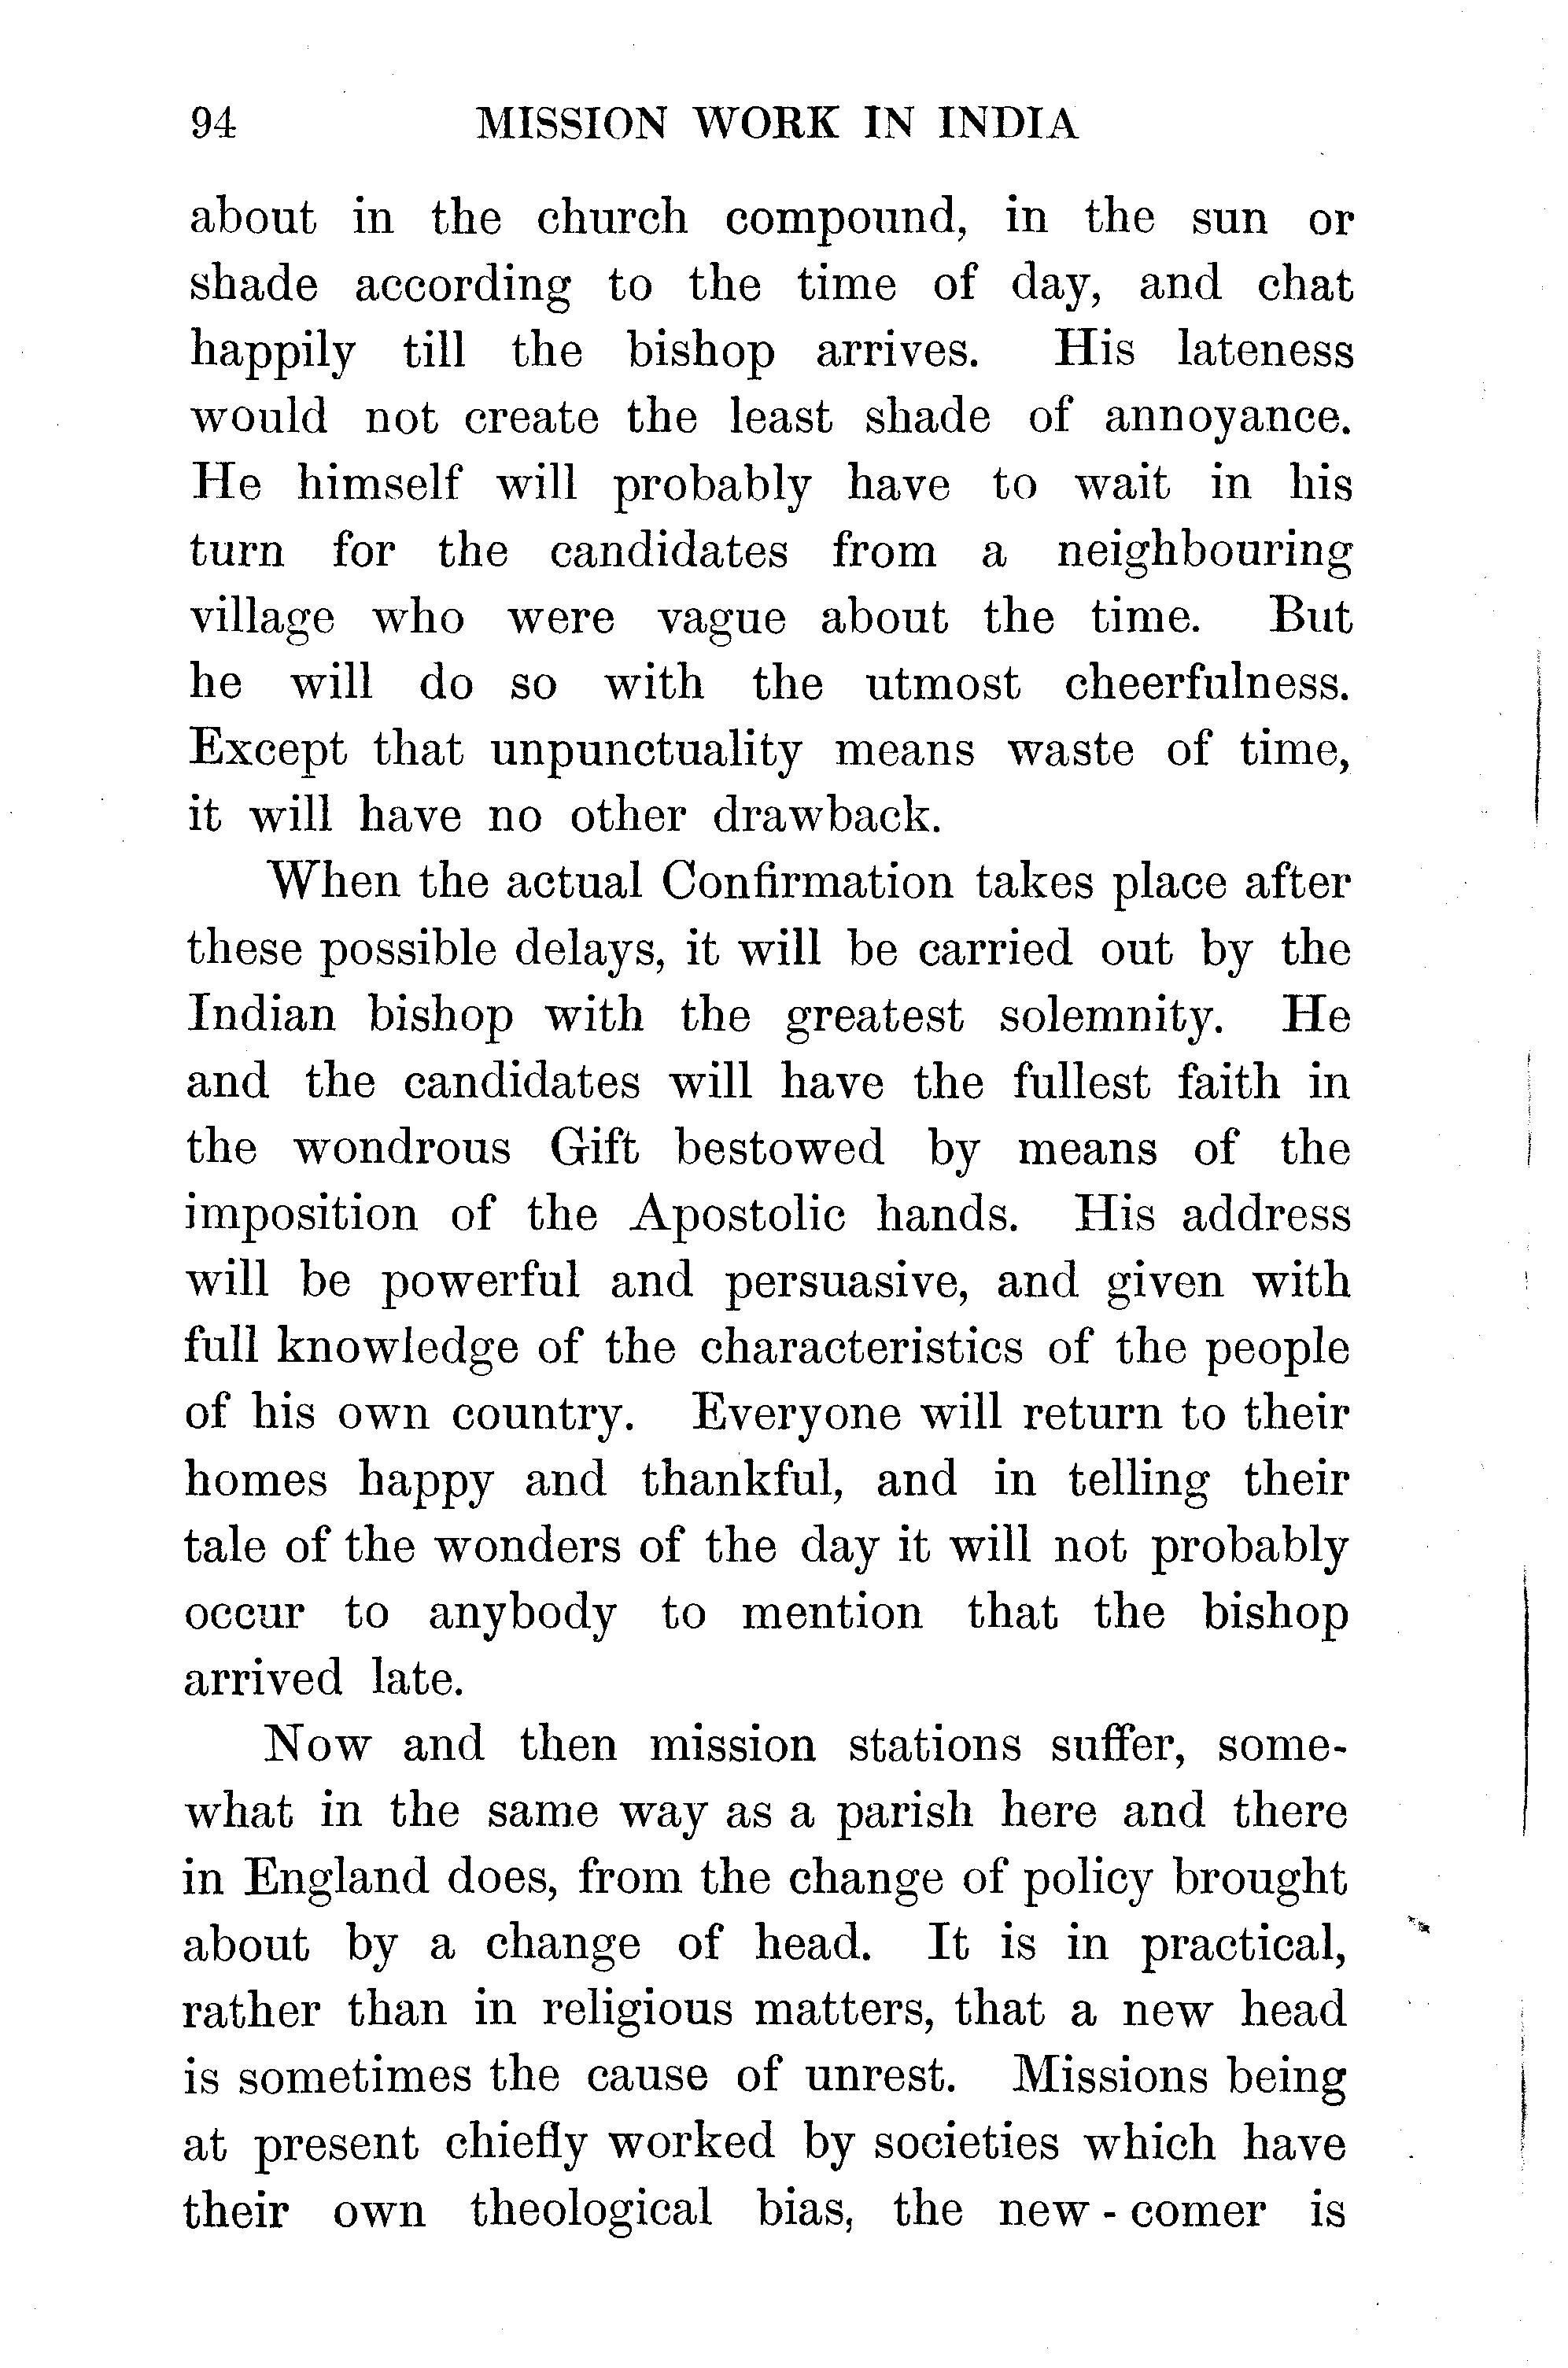 94 MISSION WORK IN INDIA
about in the church compound, in the sun or
shade according to the time of day, and chat
happily till the bishop arrives. His lateness
would not create the least shade of annoyance.
He himself will probably have to wait in his
turn for the candidates from a neighbouring
village who were vague about the time. But
he will do so with the utmost cheerfulness.
Except that unpunctuality means waste of time,
it will have no other drawback.
When the actual Confirmation takes place after
these possible delays, it will be carried out by the
Indian bishop with the greatest solemnity. He
and the candidates will have the fullest faith in
the wondrous Gift bestowed by means of the
imposition of the Apostolic hands. His address
will be powerful and persuasive, and given with
full knowledge of the characteristics of the people
of his own country. Everyone will return to their
homes happy and thankful, and in telling their
tale of the wonders of the day it will not probably
occur to anybody to mention that the bishop
arrived late.
Now and then mission stations suffer, some-
what in the same way as a parish here and there
in England does, from the change of policy brought
about by a change of head. It is in practical,
rather than in religious matters, that a new head
is sometimes the cause of unrest. Missions being
at present chiefly worked by societies which have
their own theological bias, the new-comer is